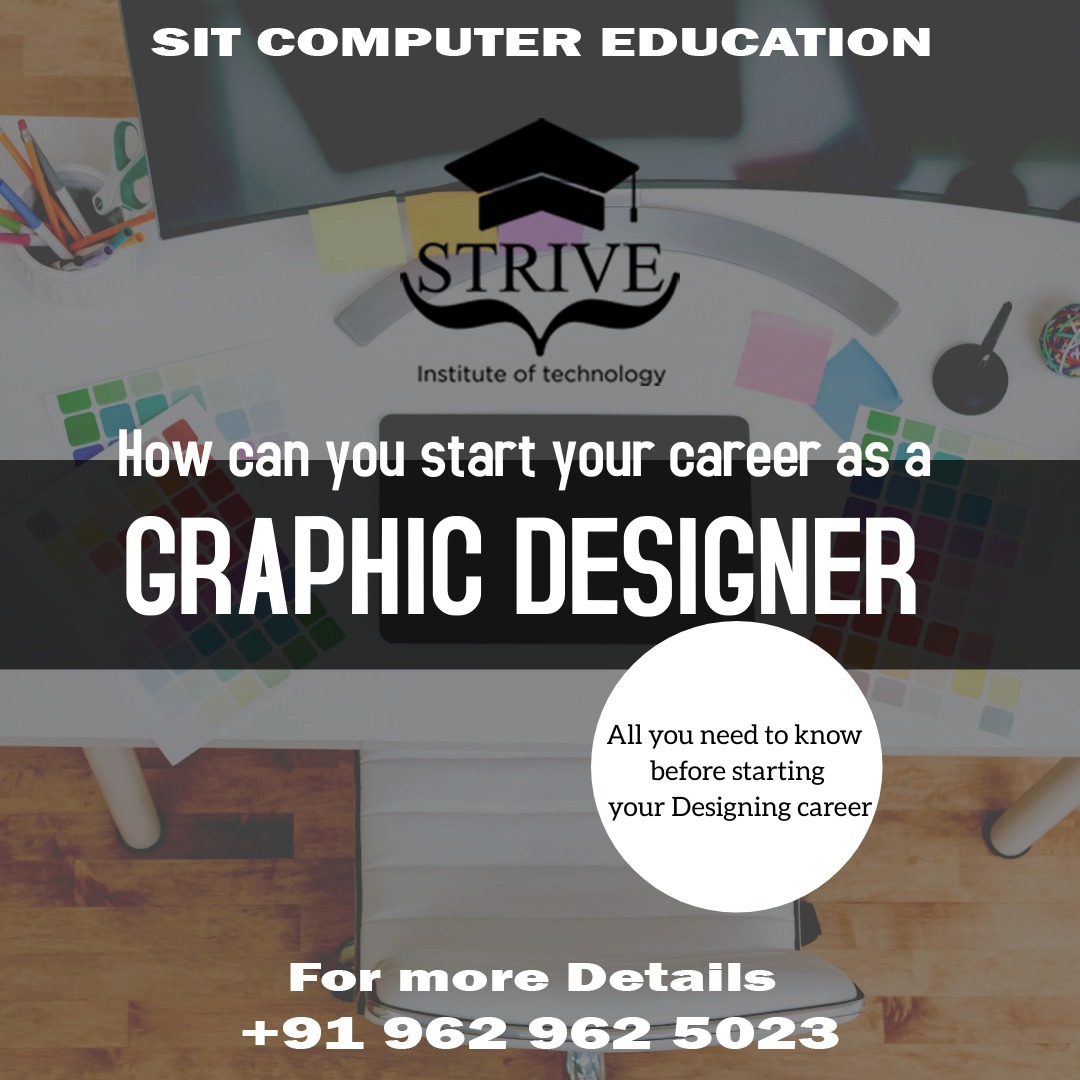 SIT COMPUTER EDUCATION
STRIVE
Institute of technology
How can you start your career as a
GRAPHIC DESIGNER
All you need to know
before starting
your Designing career
For more Details
+91 962 962 5023